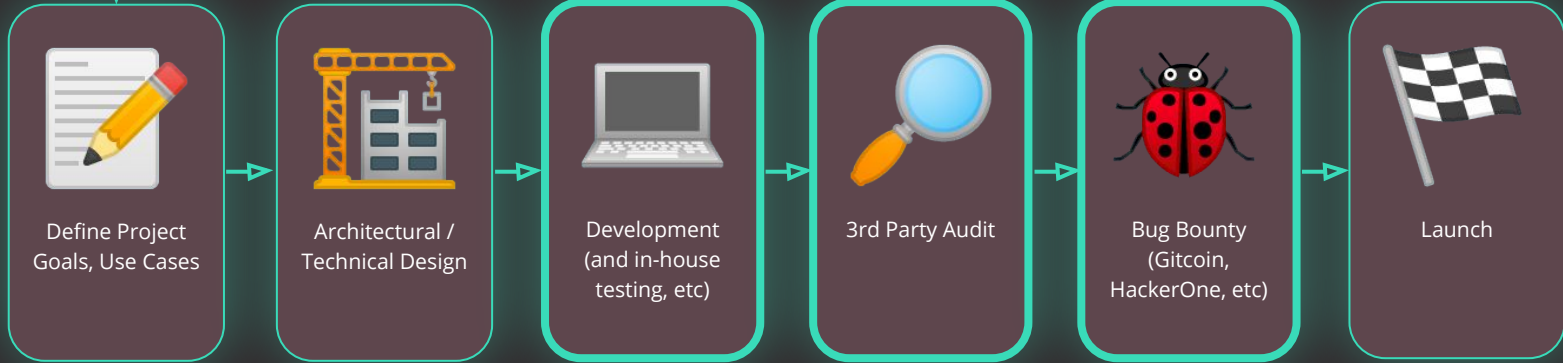 Define Project
Goals, Use Cases
Architectural /
Technical Design
Development
(and in-house
testing, etc)
3rd Party Audit
Bug Bounty
(Gitcoin,
HackerOne, etc)
Launch